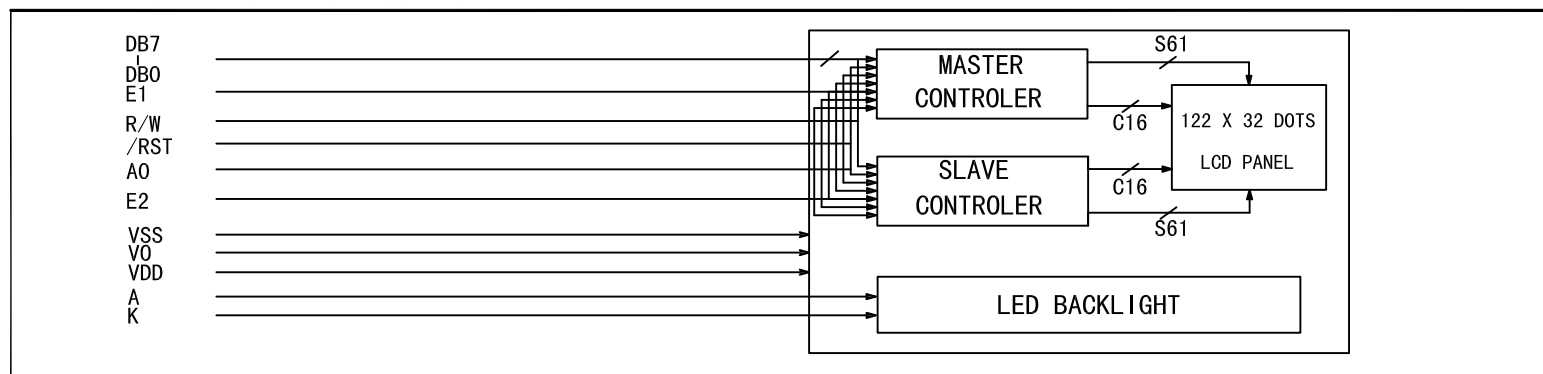 DB7
DB0
E1
R/W
/RST
A0
E2
VSS
V0
VDD
A
K
MASTER
CONTROLER
SLAVE
CONTROLER
S61
C16
C16
S61
122 X 32 DOTS
LCD PANEL
LED BACKLIGHT